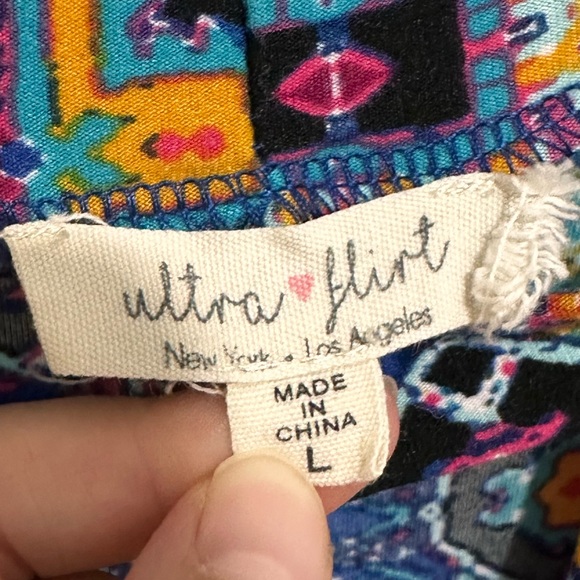 ultra flirt
New York • Los Angeles
MADE
IN
CHINA
L